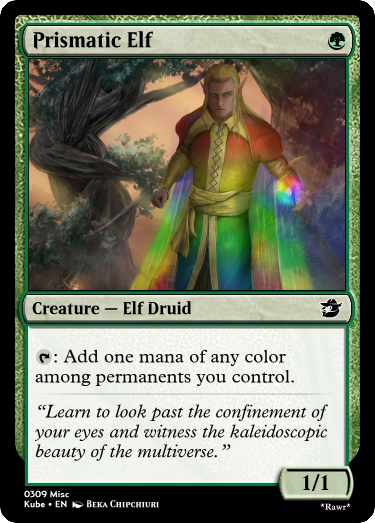 Prismatic Elf
Creature — Elf Druid
: Add one mana of any color
among permanents you control.
“Learn to look past the confinement of
your eyes and witness the kaleidoscopic
beauty of the multiverse.”
1/1
0309 Misc
Kube • EN Beka Chipchiuri
*Rawr*